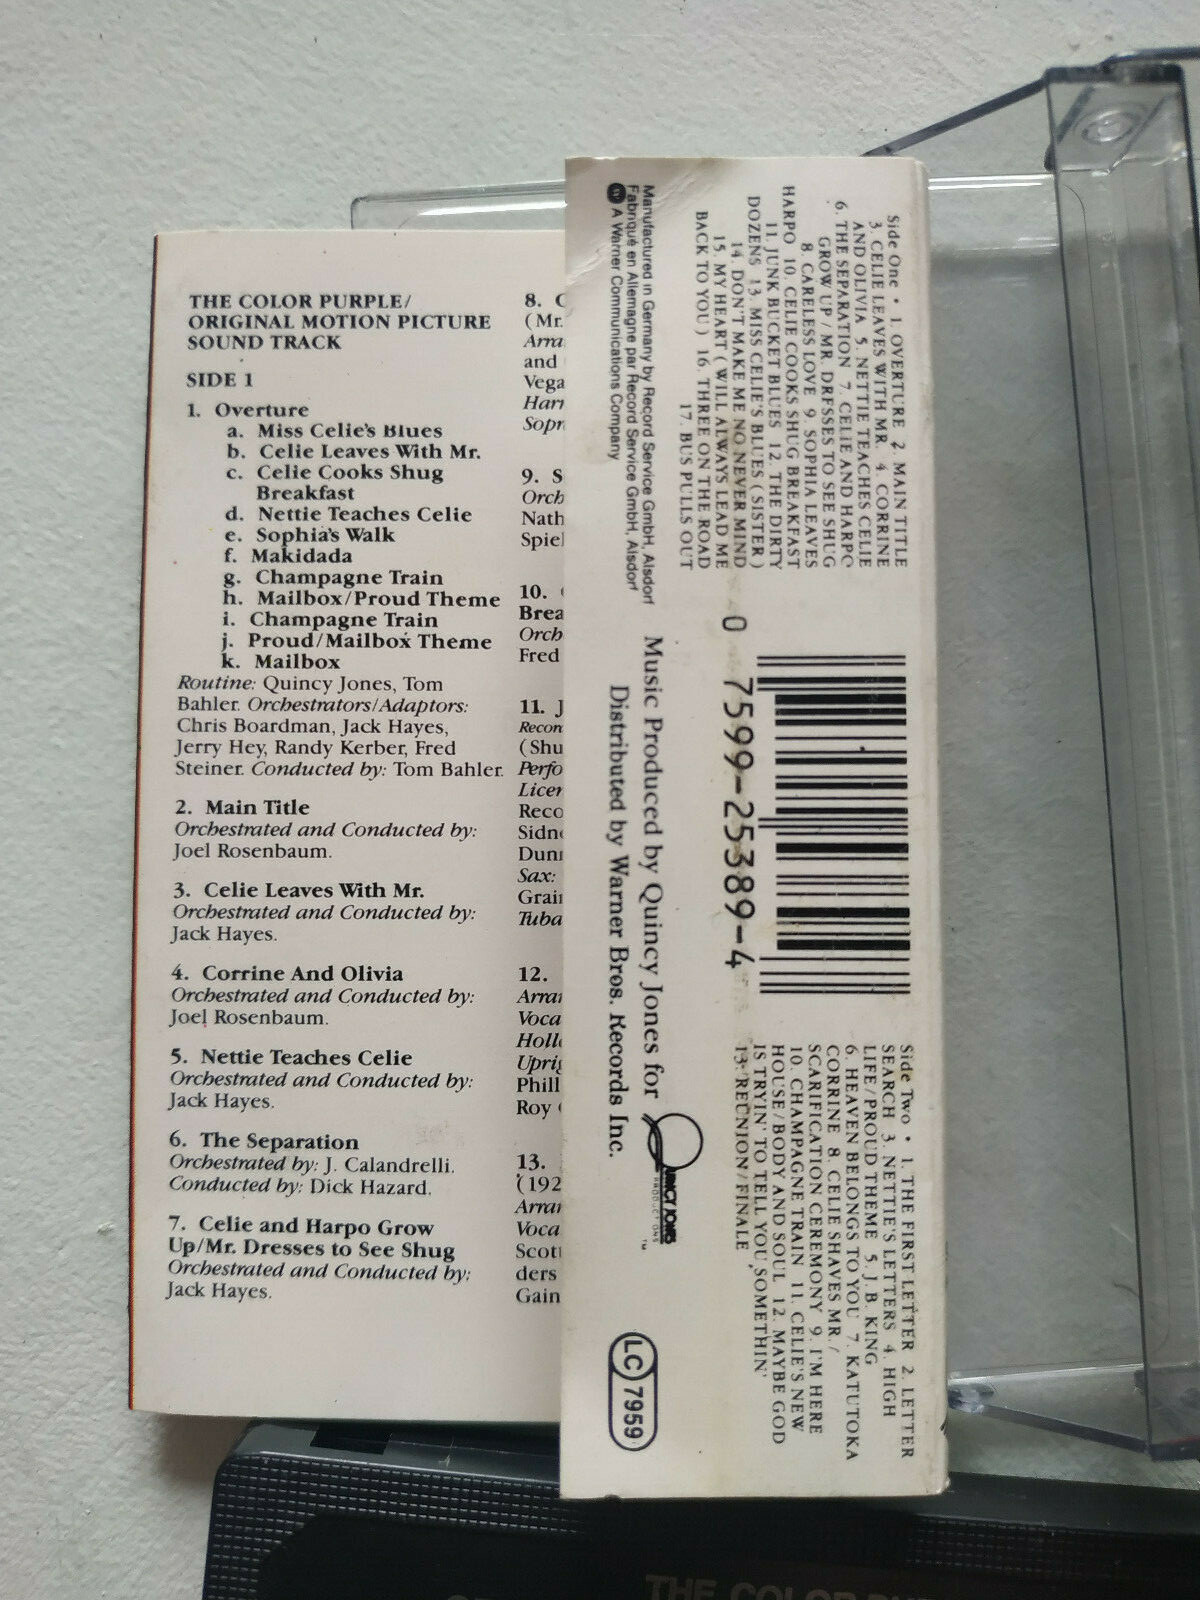 THE COLOR PURPLE/
ORIGINAL MOTION PICTURE
SOUND TRACK
SIDE 1
1. Overture
a. Miss Celie's Blues
b. Celie Leaves With Mr.
c. Celie Cooks Shug
Breakfast
d. Nettie Teaches Celie
e. Sophia's Walk
f. Makidada
g. Champagne Train
h. Mailbox/Proud Theme
i. Champagne Train
j. Proud/Mailbox Theme
k. Mailbox
Routine: Quincy Jones, Tom
Bahler. Orchestrators/Adaptors:
Chris Boardman, Jack Hayes,
Jerry Hey, Randy Kerber, Fred
Steiner. Conducted by: Tom Bahler.
2. Main Title
Orchestrated and Conducted by:
Joel Rosenbaum.
3. Celie Leaves With Mr.
Orchestrated and Conducted by:
Jack Hayes.
4. Corrine And Olivia
Orchestrated and Conducted by:
Joel Rosenbaum.
5. Nettie Teaches Celie
Orchestrated and Conducted by:
Jack Hayes.
6. The Separation
Orchestrated by: J. Calandrelli.
Conducted by: Dick Hazard.
7. Celie and Harpo Grow
Up/Mr. Dresses to See Shug
Orchestrated and Conducted by:
Jack Hayes.
8.
(Mr.
and
9.
10.
Fred
11.
(Shu
12.
Roy
13.
(192
Side One • 1. OVERTURE 2. MAIN TITLE
3. CELIE LEAVES WITH MR. 4. CORRINE
AND OLIVIA 5. NETTIE TEACHES CELIE
6. THE SEPARATION 7. CELIE AND HARPO
GROW UP / MR. DRESSES TO SEE SHUG
8. CARELESS LOVE 9. SOPHIA LEAVES
HARPO 10. CELIE COOKS SHUG BREAKFAST
11. JUNK BUCKET BLUES 12. THE DIRTY
DOZENS 13. MISS CELIE'S BLUES ( SISTER )
14. DON'T MAKE ME NO NEVER MIND
15. MY HEART ( WILL ALWAYS LEAD ME
BACK TO YOU ) 16. THREE ON THE ROAD
17. BUS PULLS OUT
0 7599-25389-4
Side Two • 1. THE FIRST LETTER 2. LETTER
SEARCH 3. NETTIE'S LETTERS 4. HIGH
LIFE/PROUD THEME 5. J. B. KING
6. HEAVEN BELONGS TO YOU 7. KATUTOKA
CORRINE 8. CELIE SHAVES MR. /
SCARIFICATION CEREMONY 9. I'M HERE
10. CHAMPAGNE TRAIN 11. CELIE'S NEW
HOUSE/BODY AND SOUL 12. MAYBE GOD
IS TRYIN' TO TELL YOU SOMETHIN'
13. REUNION/FINALE
Manufactured in Germany by Record Service GmbH, Alsdorf
Fabriqué en Allemagne par Record Service GmbH, Alsdorf
A Warner Communications Company
Music Produced by Quincy Jones for
QUINCY JONES
PRODUCTIONS
™
Distributed by Warner Bros. Records Inc.
LC 7959
THE COLOR